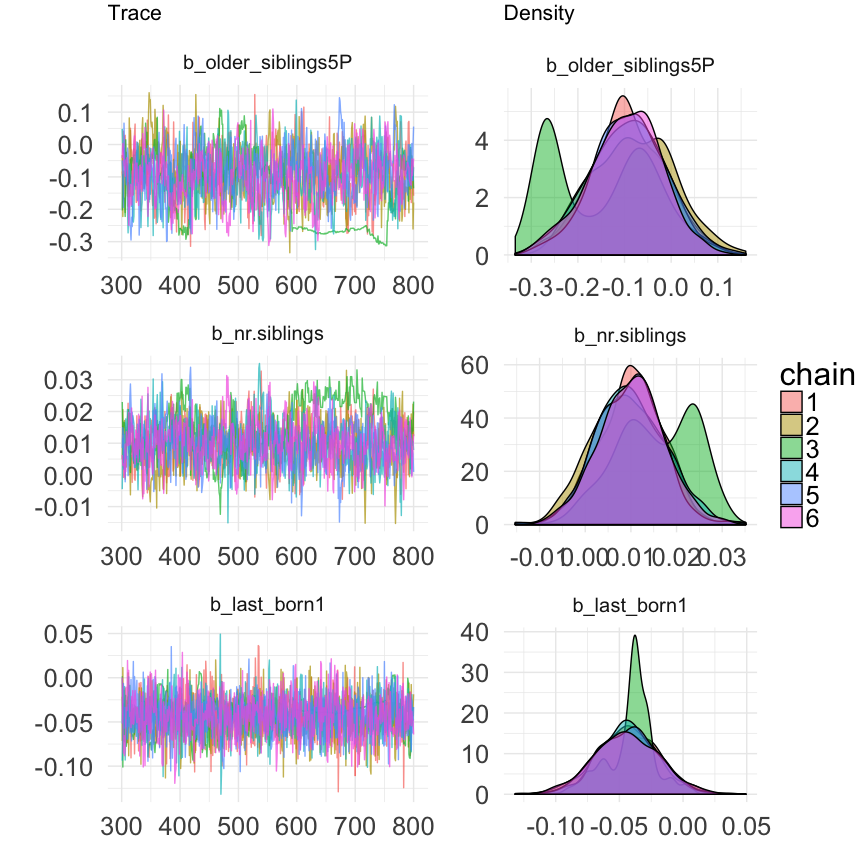 Trace Density
b_older_siblings5P b_older_siblings5P
0.1
0.0
-0.1
-0.2
-0.3
300 400 500 600 700 800
4
2
0
-0.3 -0.2 -0.1 0.0 0.1
b_nr.siblings b_nr.siblings
0.03
0.02
0.01
0.00
-0.01
300 400 500 600 700 800
60
40
20
0
-0.01 0.00 0.01 0.02 0.03
chain
1
2
3
4
5
6
b_last_born1 b_last_born1
0.05
0.00
-0.05
-0.10
300 400 500 600 700 800
40
30
20
10
0
-0.10 -0.05 0.00 0.05